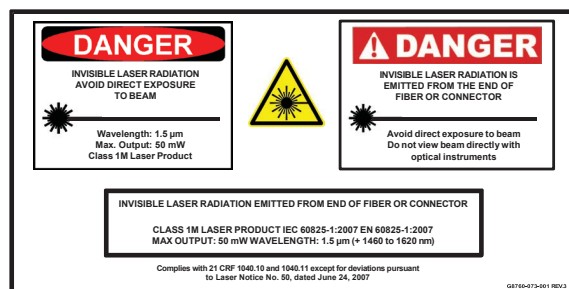 DANGER
INVISIBLE LASER RADIATION
AVOID DIRECT EXPOSURE
TO BEAM
Wavelength: 1.5 µm
Max. Output: 50 mW
Class 1M Laser Product
DANGER
INVISIBLE LASER RADIATION IS
EMITTED FROM THE END OF
FIBER OR CONNECTOR
Avoid direct exposure to beam
Do not view beam directly with
optical instruments
INVISIBLE LASER RADIATION EMITTED FROM END OF FIBER OR CONNECTOR
CLASS 1M LASER PRODUCT IEC 60825-1:2007 EN 60825-1:2007
MAX OUTPUT: 50 mW WAVELENGTH: 1.5 µm (+ 1460 to 1620 nm)
Complies with 21 CRF 1040.10 and 1040.11 except for deviations pursuant
to Laser Notice No. 50, dated June 24, 2007
G8760-073-001 REV.3